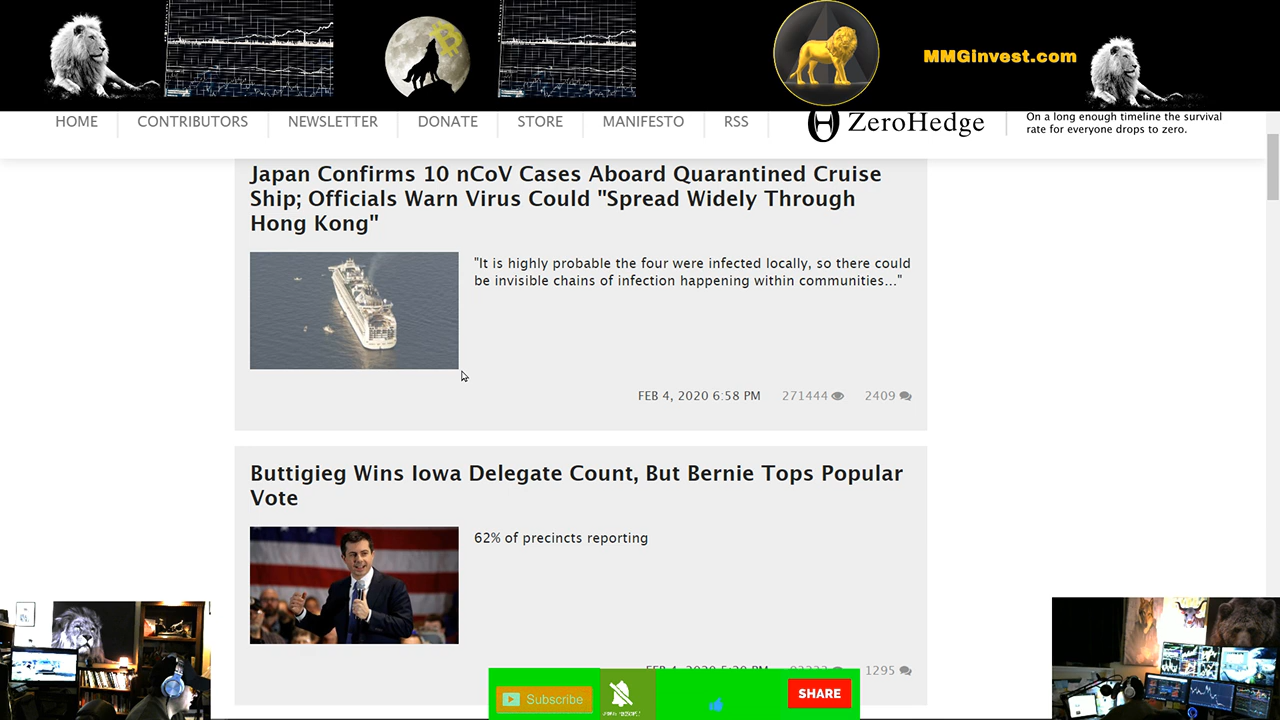 MMGinvest.com
HOME
CONTRIBUTORS
NEWSLETTER
DONATE
STORE
MANIFESTO
RSS
ZeroHedge
On a long enough timeline the survival
rate for everyone drops to zero.
Japan Confirms 10 nCoV Cases Aboard Quarantined Cruise
Ship; Officials Warn Virus Could "Spread Widely Through
Hong Kong"
"It is highly probable the four were infected locally, so there could
be invisible chains of infection happening within communities..."
FEB 4, 2020 6:58 PM 271444 2409
Buttigieg Wins Iowa Delegate Count, But Bernie Tops Popular
Vote
62% of precincts reporting
1295
Subscribe
SHARE